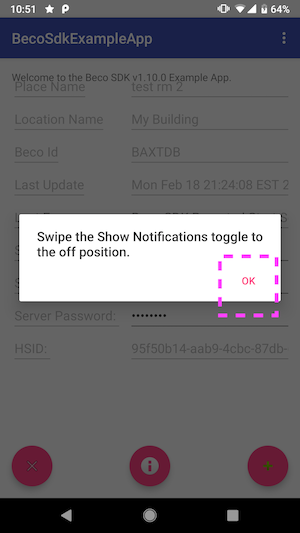 10:51
64%
BecoSdkExampleApp
Welcome to the Beco SDK v1.10.0 Example App.
Place Name test rm 2
Location Name My Building
Beco Id BAXTDB
Last Update Mon Feb 18 21:24:08 EST 2
Swipe the Show Notifications toggle to
the off position.
OK
Server Password: ••••••••
HSID: 95f50b14-aab9-4cbc-87db-